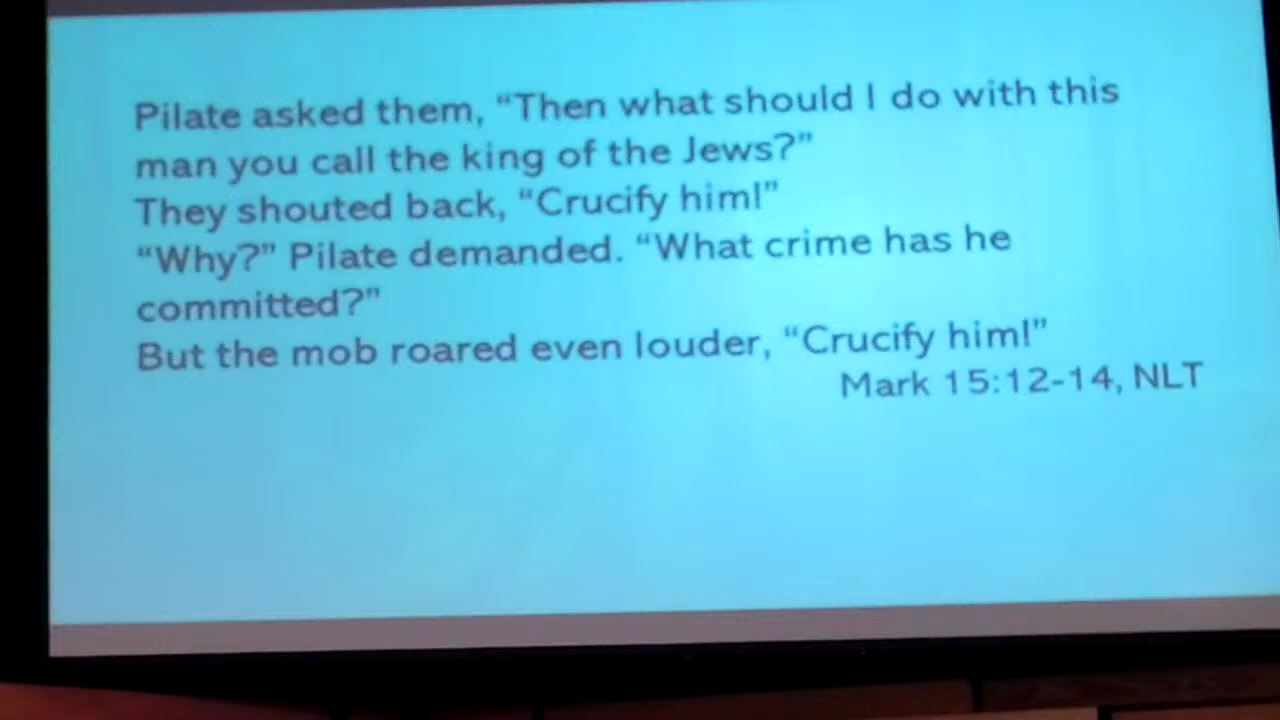 Pilate asked them, “Then what should I do with this
man you call the king of the Jews?”
They shouted back, “Crucify him!”
“Why?” Pilate demanded. “What crime has he
committed?”
But the mob roared even louder, “Crucify him!”
Mark 15:12-14, NLT